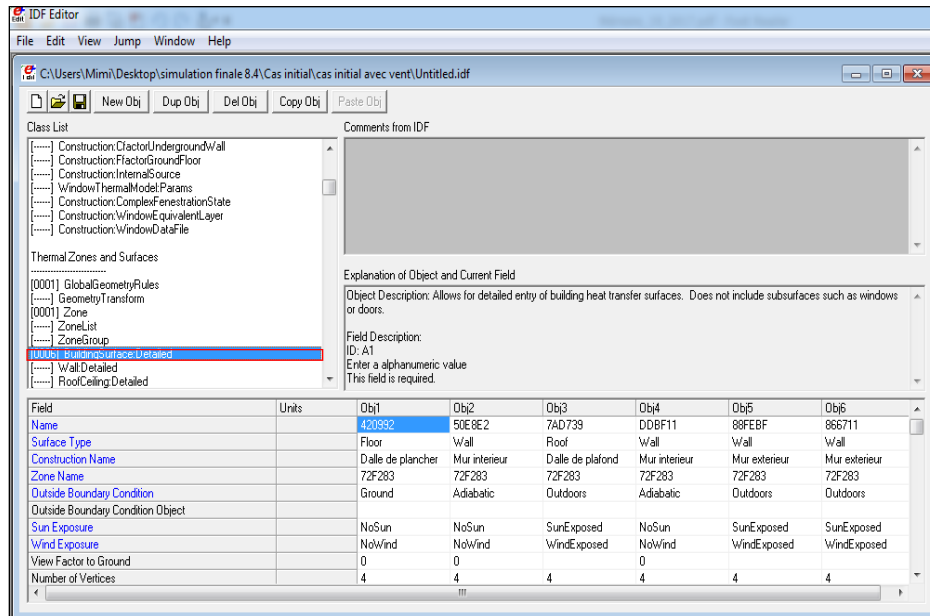 IDF Editor
File Edit View Jump Window Help
C:\Users\Mimi\Desktop\simulation finale 8.4\Cas initial\cas initial avec vent\Untitled.idf
New Obj Dup Obj Del Obj Copy Obj Paste Obj
Class List
Comments from IDF
[------] Construction:CfactorUndergroundWall
[------] Construction:FfactorGroundFloor
[------] Construction:InternalSource
[------] WindowThermalModel:Params
[------] Construction:ComplexFenestrationState
[------] Construction:WindowEquivalentLayer
[------] Construction:WindowDataFile
Thermal Zones and Surfaces
--------------------------
[0001] GlobalGeometryRules
[------] GeometryTransform
[0001] Zone
[------] ZoneList
[------] ZoneGroup
[0006] BuildingSurface:Detailed
[------] Wall:Detailed
[------] RoofCeiling:Detailed
Explanation of Object and Current Field
Object Description: Allows for detailed entry of building heat transfer surfaces. Does not include subsurfaces such as windows
or doors.
Field Description:
ID: A1
Enter a alphanumeric value
This field is required.
Field Units Obj1 Obj2 Obj3 Obj4 Obj5 Obj6
Name 420992 50E8E2 7AD739 DDBF11 88FEBF 866711
Surface Type Floor Wall Roof Wall Wall Wall
Construction Name Dalle de plancher Mur interieur Dalle de plafond Mur interieur Mur exterieur Mur exterieur
Zone Name 72F283 72F283 72F283 72F283 72F283 72F283
Outside Boundary Condition Ground Adiabatic Outdoors Adiabatic Outdoors Outdoors
Outside Boundary Condition Object
Sun Exposure NoSun NoSun SunExposed NoSun SunExposed SunExposed
Wind Exposure NoWind NoWind WindExposed NoWind WindExposed WindExposed
View Factor to Ground 0 0 0
Number of Vertices 4 4 4 4 4 4